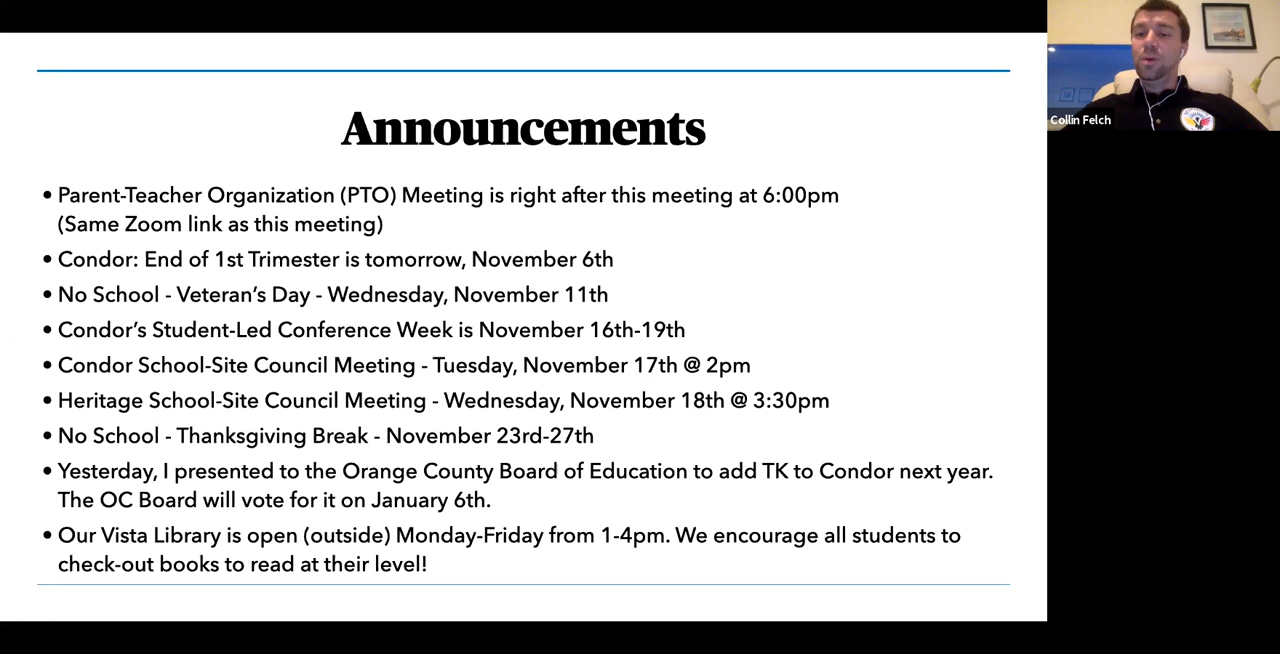 Announcements
• Parent-Teacher Organization (PTO) Meeting is right after this meeting at 6:00pm
(Same Zoom link as this meeting)
• Condor: End of 1st Trimester is tomorrow, November 6th
• No School - Veteran’s Day - Wednesday, November 11th
• Condor’s Student-Led Conference Week is November 16th-19th
• Condor School-Site Council Meeting - Tuesday, November 17th @ 2pm
• Heritage School-Site Council Meeting - Wednesday, November 18th @ 3:30pm
• No School - Thanksgiving Break - November 23rd-27th
• Yesterday, I presented to the Orange County Board of Education to add TK to Condor next year.
The OC Board will vote for it on January 6th.
• Our Vista Library is open (outside) Monday-Friday from 1-4pm. We encourage all students to
check-out books to read at their level!
Collin Felch